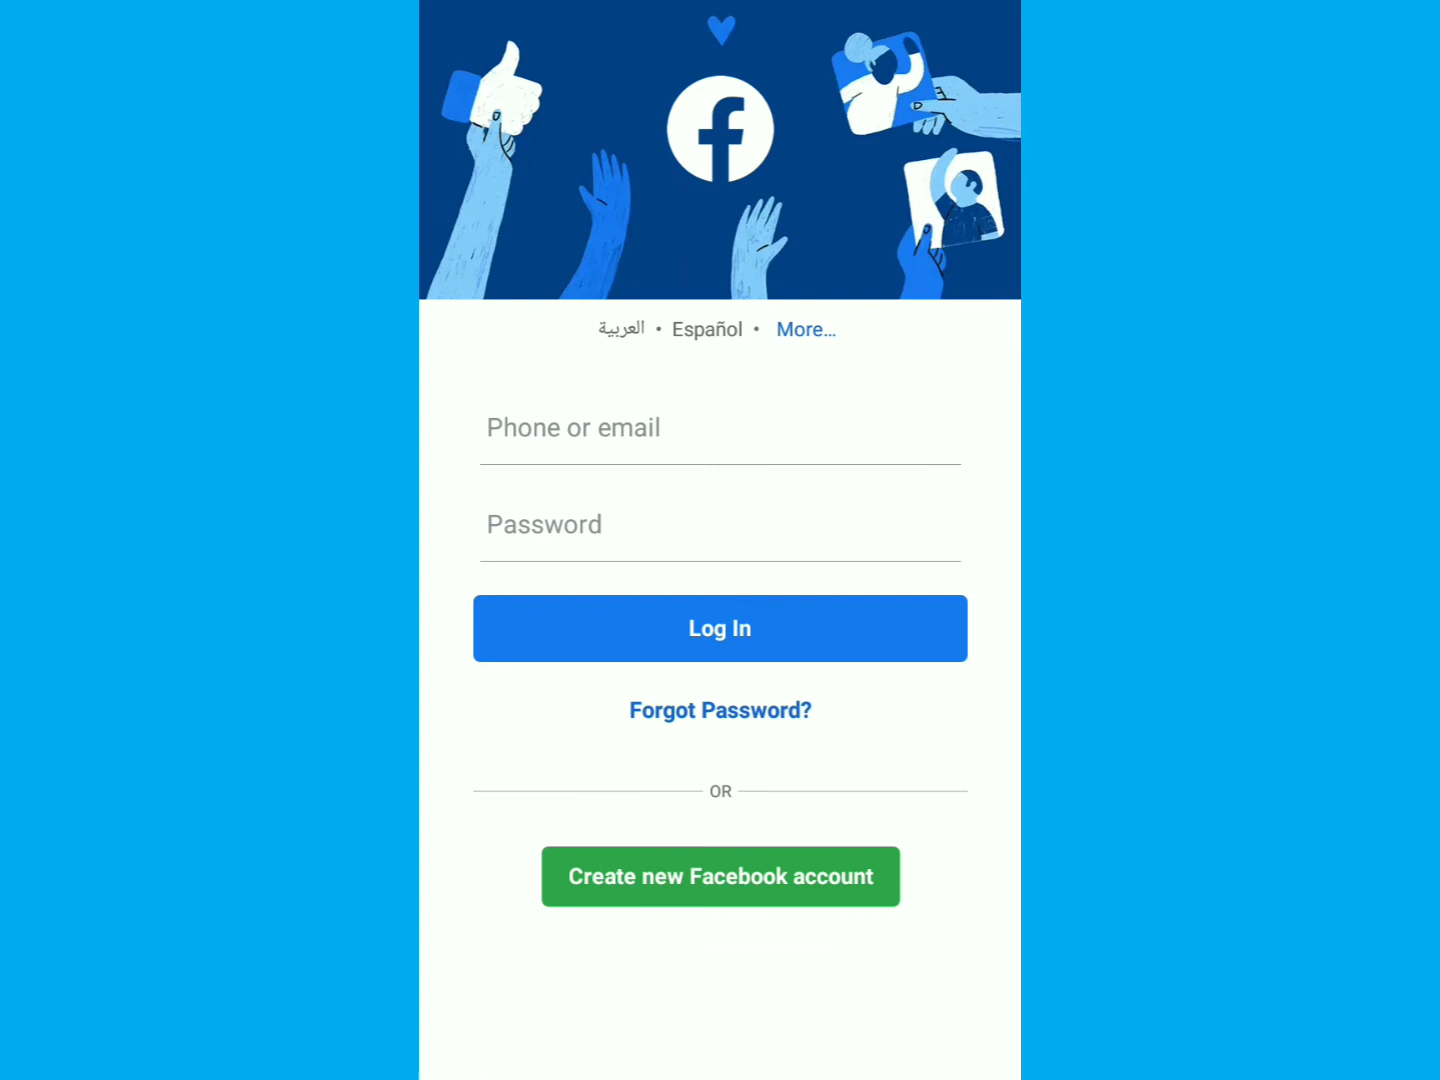 العربية • Español • More...
Phone or email
Password
Log In
Forgot Password?
OR
Create new Facebook account